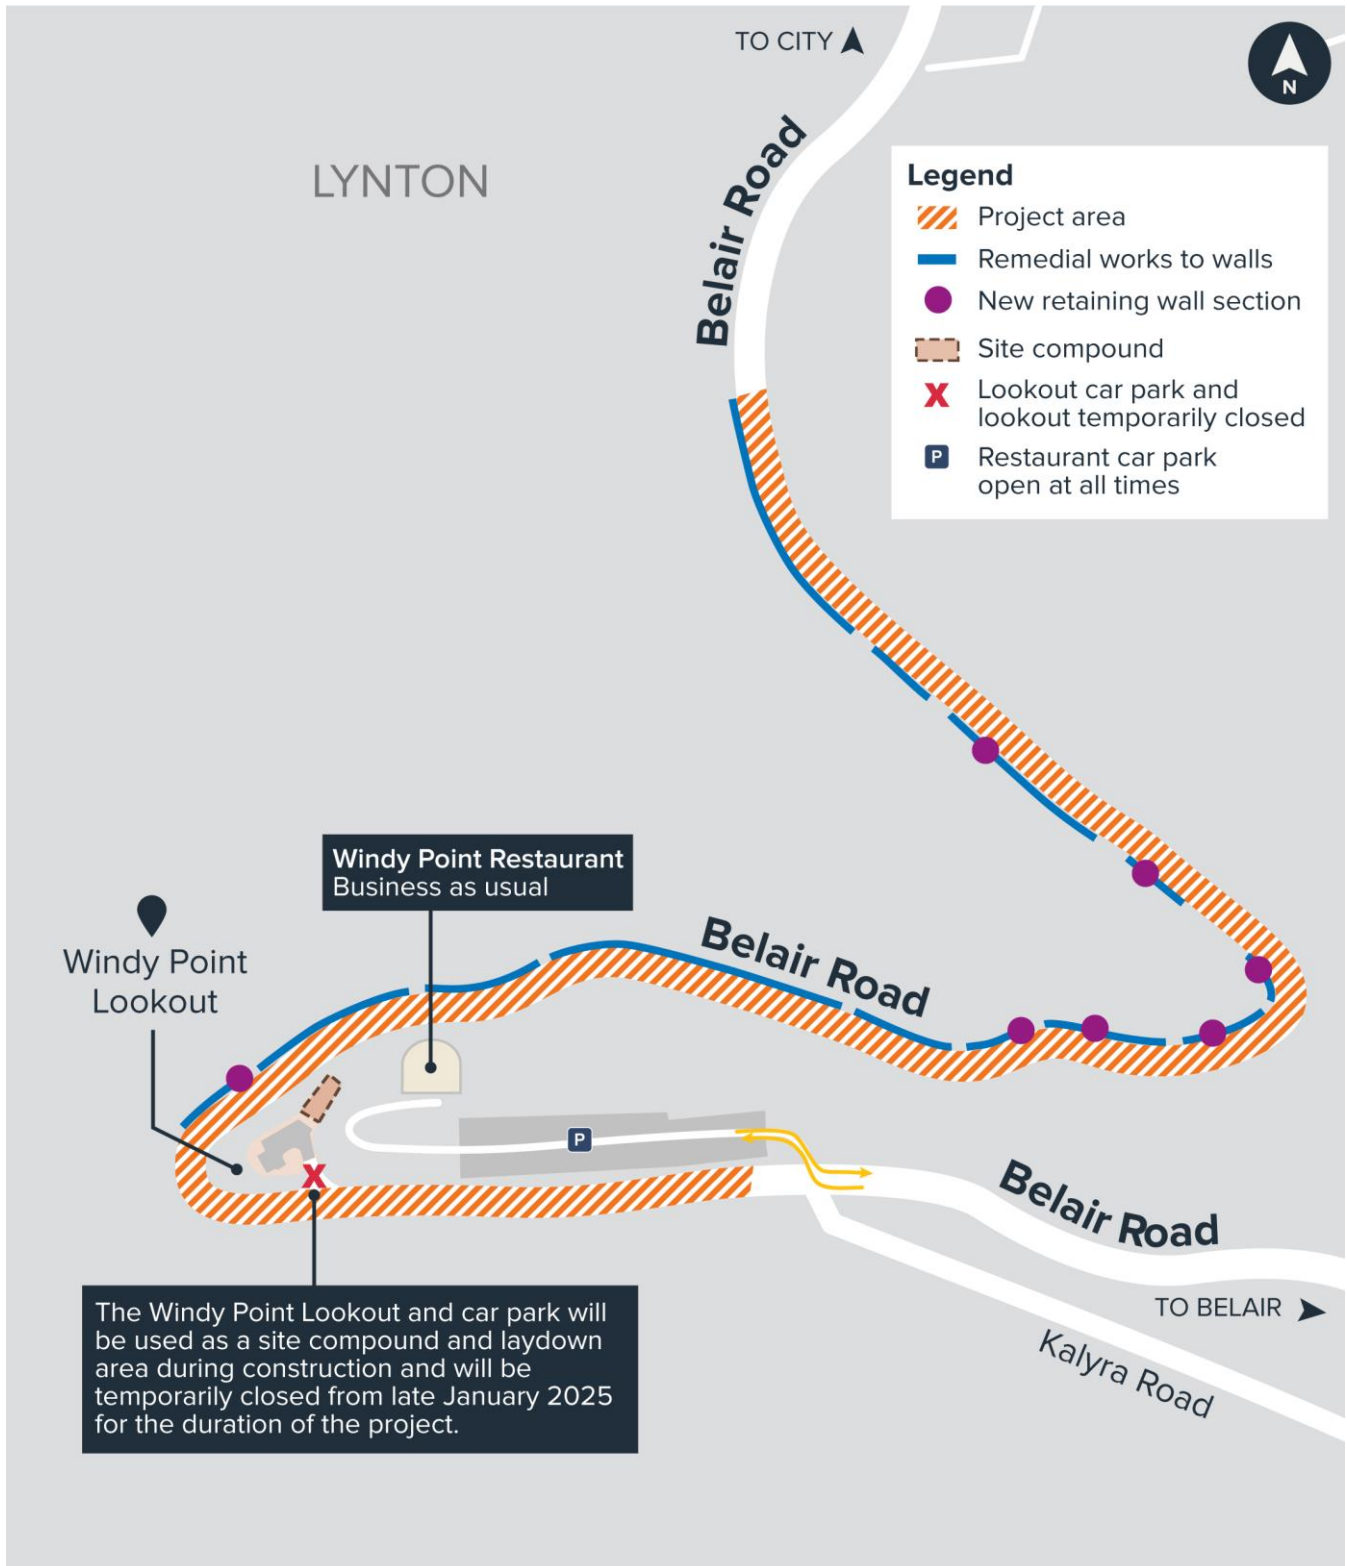 TO CITY
N
LYNTON
Belair Road
Legend
Project area
Remedial works to walls
New retaining wall section
Site compound
X
Lookout car park and
lookout temporarily closed
P
Restaurant car park
open at all times
Windy Point Restaurant
Business as usual
Windy Point
Lookout
Belair Road
P
X
Belair Road
TO BELAIR
Kalyra Road
The Windy Point Lookout and car park will
be used as a site compound and laydown
area during construction and will be
temporarily closed from late January 2025
for the duration of the project.